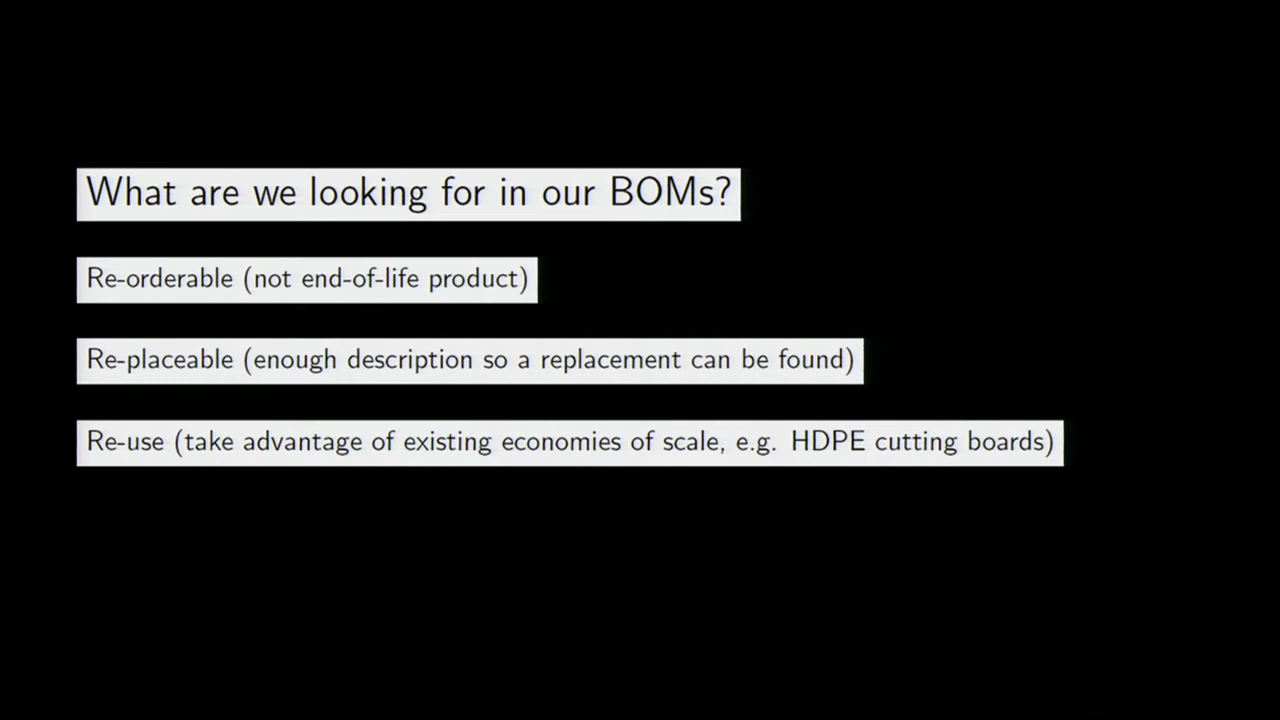 What are we looking for in our BOMs?
Re-orderable (not end-of-life product)
Re-placeable (enough description so a replacement can be found)
Re-use (take advantage of existing economies of scale, e.g. HDPE cutting boards)